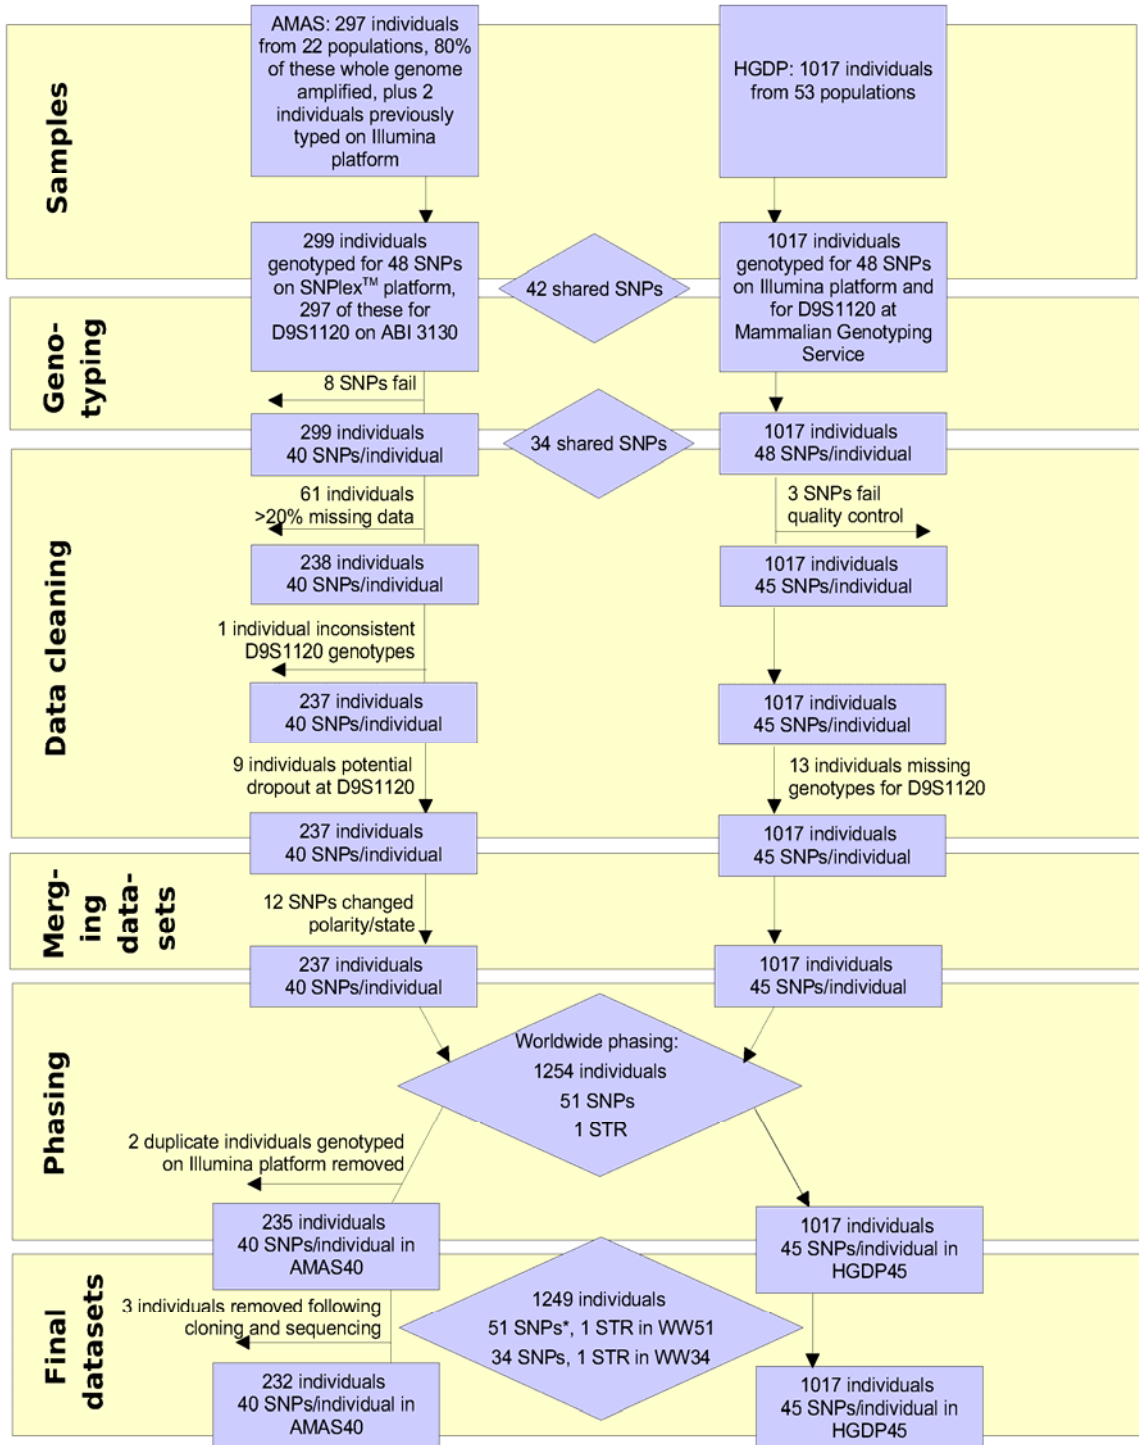 Samples
AMAS: 297 individuals
from 22 populations, 80%
of these whole genome
amplified, plus 2
individuals previously
typed on Illumina
platform
HGDP: 1017 individuals
from 53 populations
299 individuals
genotyped for 48 SNPs
on SNPlex™ platform,
297 of these for
D9S1120 on ABI 3130
42 shared SNPs
1017 individuals
genotyped for 48 SNPs
on Illumina platform and
for D9S1120 at
Mammalian Genotyping
Service
Geno-
typing
8 SNPs fail
299 individuals
40 SNPs/individual
34 shared SNPs
1017 individuals
48 SNPs/individual
Data cleaning
61 individuals
>20% missing data
3 SNPs fail
quality control
238 individuals
40 SNPs/individual
1017 individuals
45 SNPs/individual
1 individual inconsistent
D9S1120 genotypes
237 individuals
40 SNPs/individual
1017 individuals
45 SNPs/individual
9 individuals potential
dropout at D9S1120
13 individuals missing
genotypes for D9S1120
237 individuals
40 SNPs/individual
1017 individuals
45 SNPs/individual
Merg-
ing
data-
sets
12 SNPs changed
polarity/state
237 individuals
40 SNPs/individual
1017 individuals
45 SNPs/individual
Phasing
Worldwide phasing:
1254 individuals
51 SNPs
1 STR
2 duplicate individuals genotyped
on Illumina platform removed
235 individuals
40 SNPs/individual in
AMAS40
1017 individuals
45 SNPs/individual in
HGDP45
Final
datasets
3 individuals removed following
cloning and sequencing
1249 individuals
51 SNPs*, 1 STR in WW51
34 SNPs, 1 STR in WW34
232 individuals
40 SNPs/individual in
AMAS40
1017 individuals
45 SNPs/individual in
HGDP45